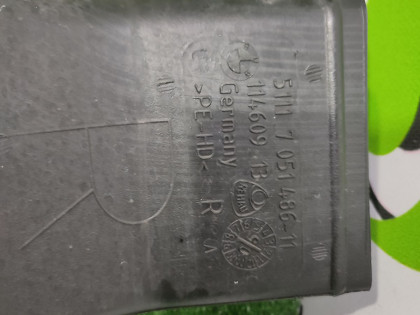 5111 7 051 486-11
114609 13
Germany
>PE-HD<
R
R